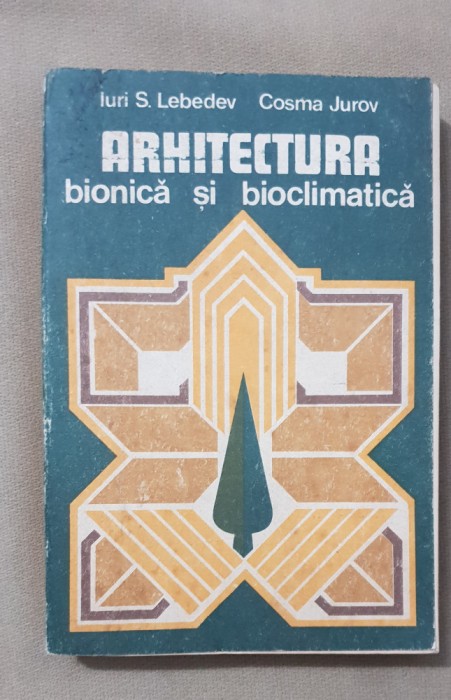 Iuri S. Lebedev Cosma Jurov
ARHITECTURA
bionică și bioclimatică